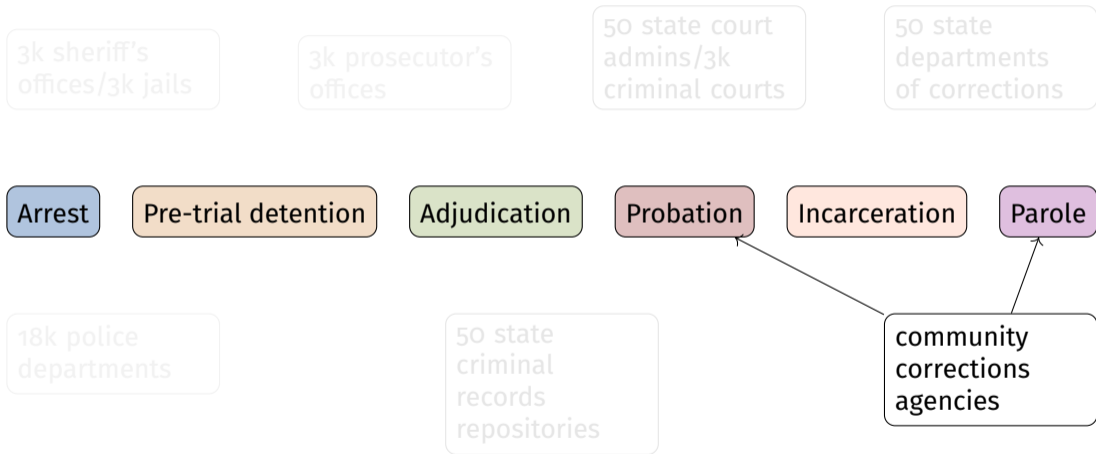 3k sheriff's
offices/3k jails
3k prosecutor's
offices
50 state court
admins/3k
criminal courts
50 state
departments
of corrections
Arrest
Pre-trial detention
Adjudication
Probation
Incarceration
Parole
18k police
departments
50 state
criminal
records
repositories
community
corrections
agencies